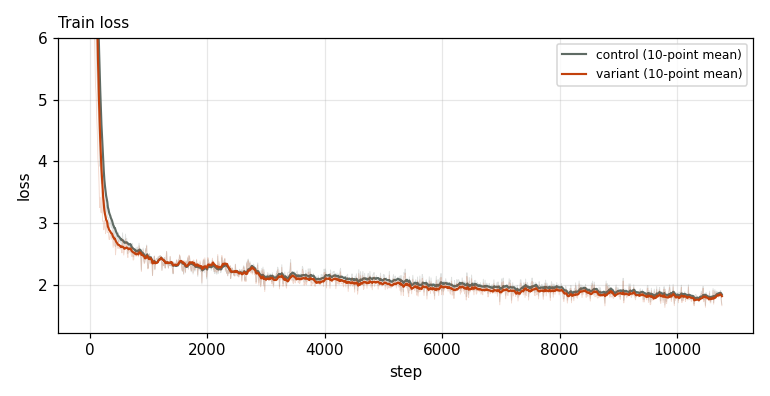 Train loss
6
5
4
3
2
loss
control (10-point mean)
variant (10-point mean)
0 2000 4000 6000 8000 10000
step